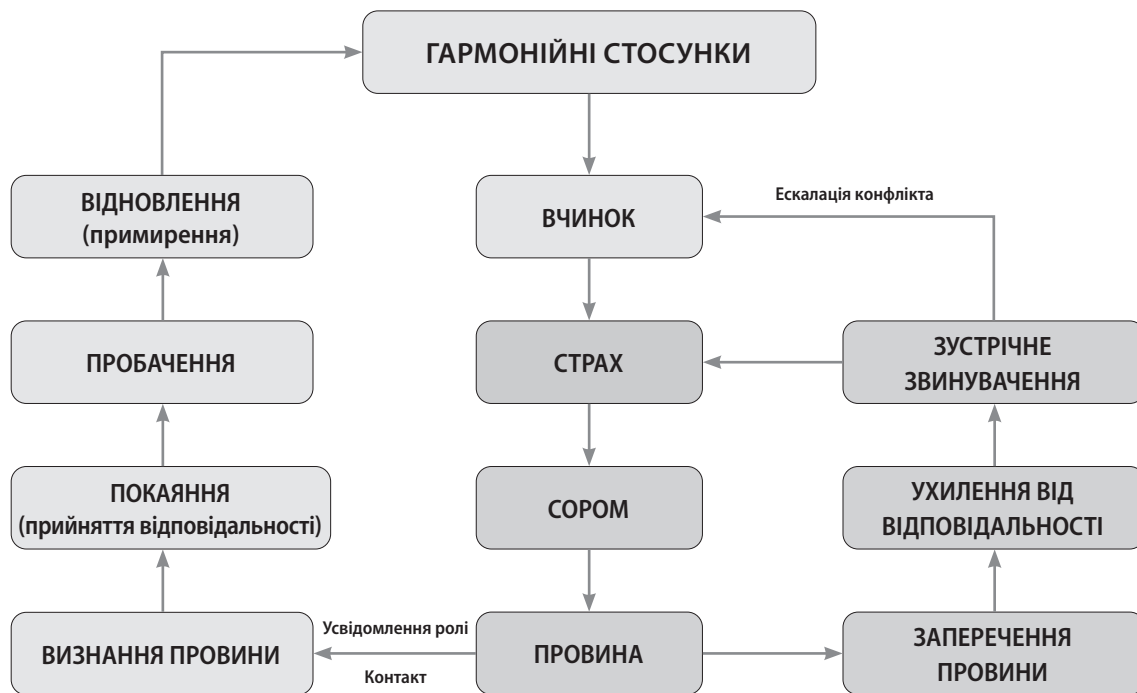 ГАРМОНІЙНІ СТОСУНКИ
ВІДНОВЛЕННЯ
(примирення)
ВЧИНОК
Ескалація конфлікта
ПРОБАЧЕННЯ
СТРАХ
ЗУСТРІЧНЕ
ЗВИНУВАЧЕННЯ
ПОКАЯННЯ
(прийняття відповідальності)
СОРОМ
УХИЛЕННЯ ВІД
ВІДПОВІДАЛЬНОСТІ
ВИЗНАННЯ ПРОВИНИ
Усвідомлення ролі
Контакт
ПРОВИНА
ЗАПЕРЕЧЕННЯ
ПРОВИНИ